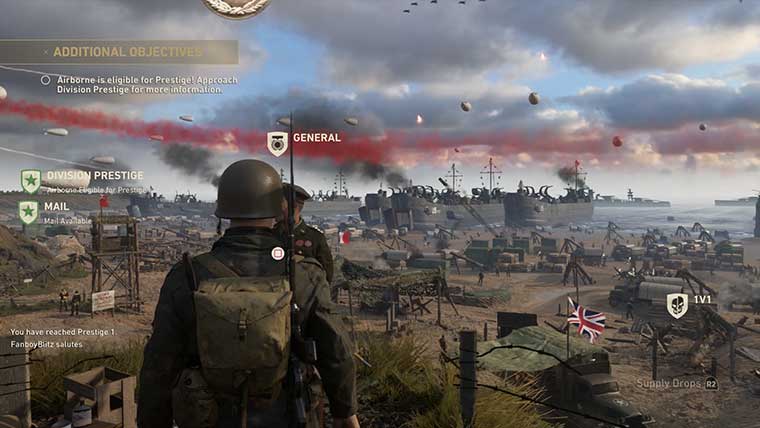 × ADDITIONAL OBJECTIVES
Airborne is eligible for Prestige! Approach
Division Prestige for more information.
GENERAL
DIVISION PRESTIGE
Airborne Eligible for Prestige
MAIL
Mail Available
1V1
You have reached Prestige 1
FanboyBlitz salutes
Supply Drops R2